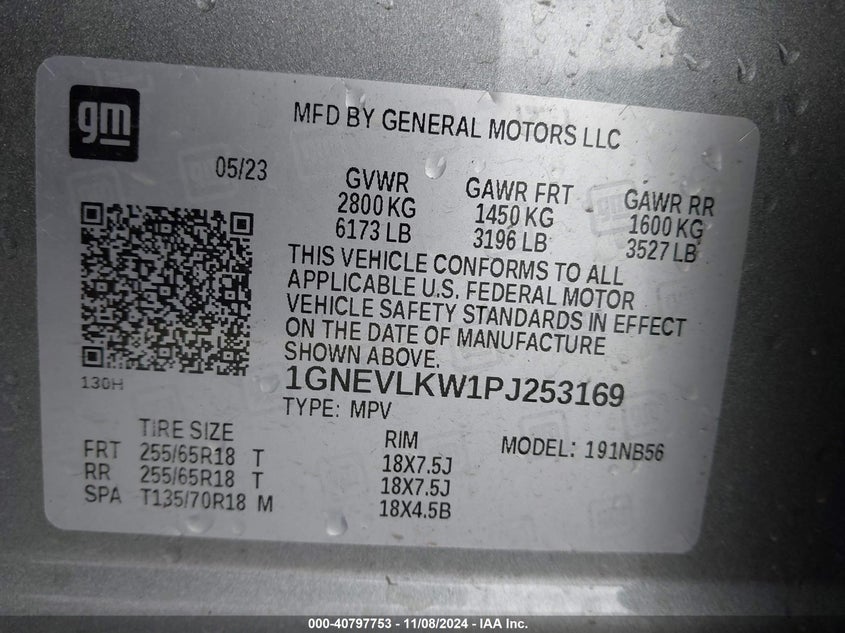 gm
MFD BY GENERAL MOTORS LLC
05/23
GVWR GAWR FRT GAWR RR
2800 KG 1450 KG 1600 KG
6173 LB 3196 LB 3527 LB
THIS VEHICLE CONFORMS TO ALL
APPLICABLE U.S. FEDERAL MOTOR
VEHICLE SAFETY STANDARDS IN EFFECT
ON THE DATE OF MANUFACTURE
SHOWN ABOVE.
130H
1GNEVLKW1PJ253169
TYPE: MPV
MODEL: 191NB56
TIRE SIZE RIM
FRT 255/65R18 T 18X7.5J
RR 255/65R18 T 18X7.5J
SPA T135/70R18 M 18X4.5B
000-40797753 - 11/08/2024 - IAA Inc.